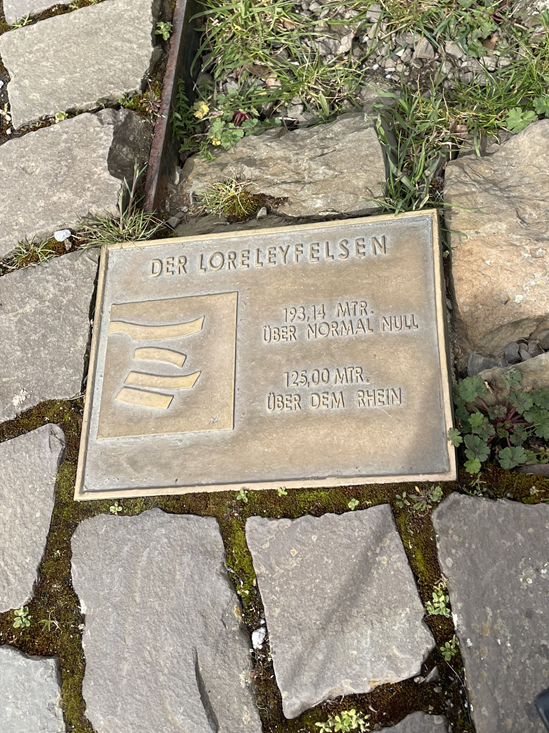 DER LORELEYFELSEN
193,14 MTR.
ÜBER NORMAL NULL
125,00 MTR.
ÜBER DEM RHEIN